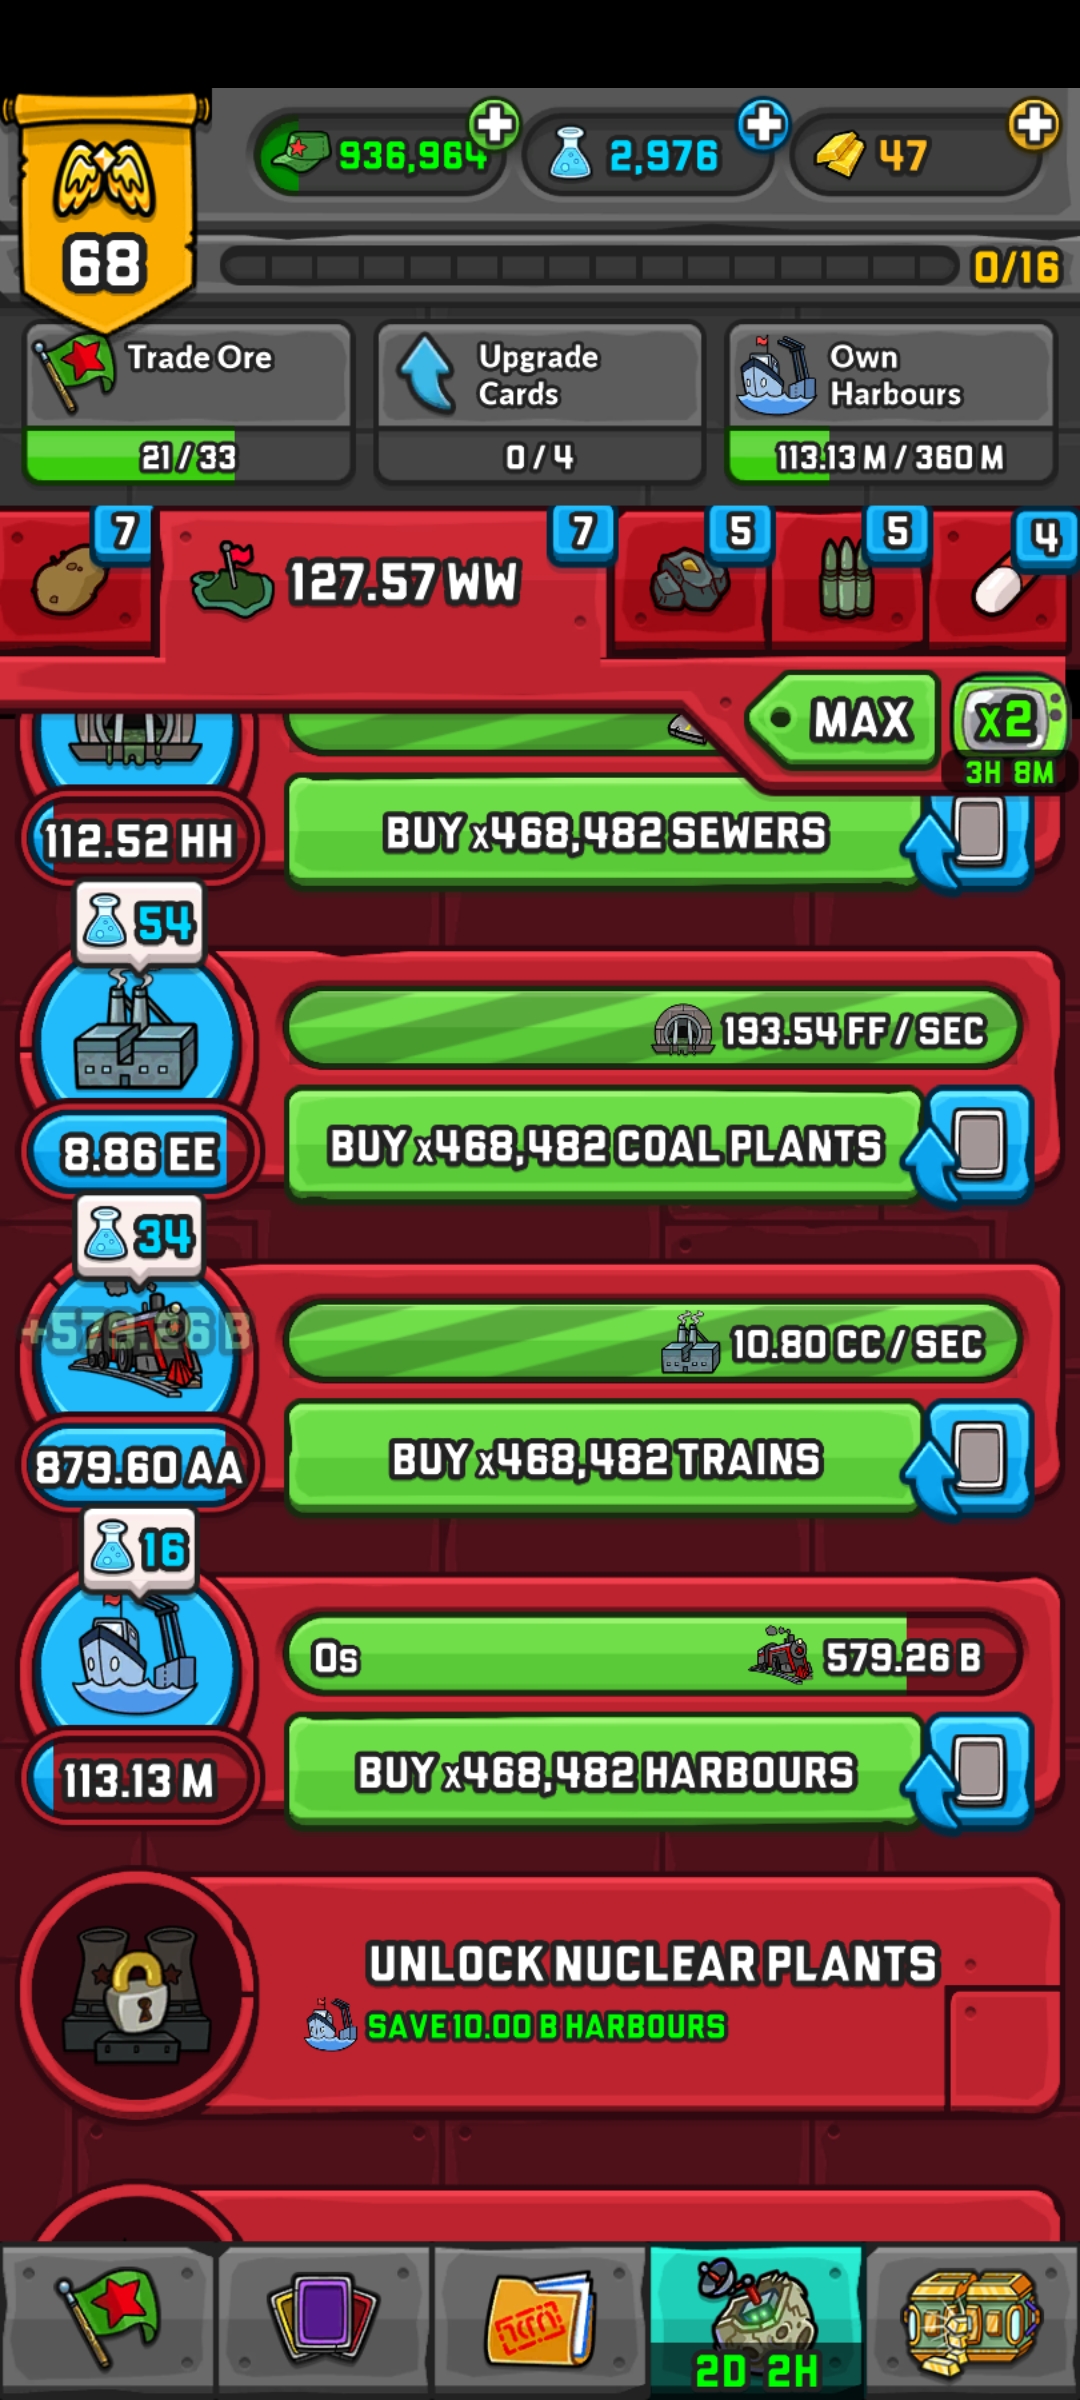 936,964
2,976
47
68
0/16
Trade Ore
21/33
Upgrade
Cards
0/4
Own
Harbours
113.13 M / 360 M
7
127.57 WW
7
5
5
4
MAX
x2
3H 8M
112.52 HH
BUY x468,482 SEWERS
54
193.54 FF / SEC
8.86 EE
BUY x468,482 COAL PLANTS
34
+579.26 B
10.80 CC / SEC
879.60 AA
BUY x468,482 TRAINS
16
0s
579.26 B
113.13 M
BUY x468,482 HARBOURS
UNLOCK NUCLEAR PLANTS
SAVE 10.00 B HARBOURS
2D 2H